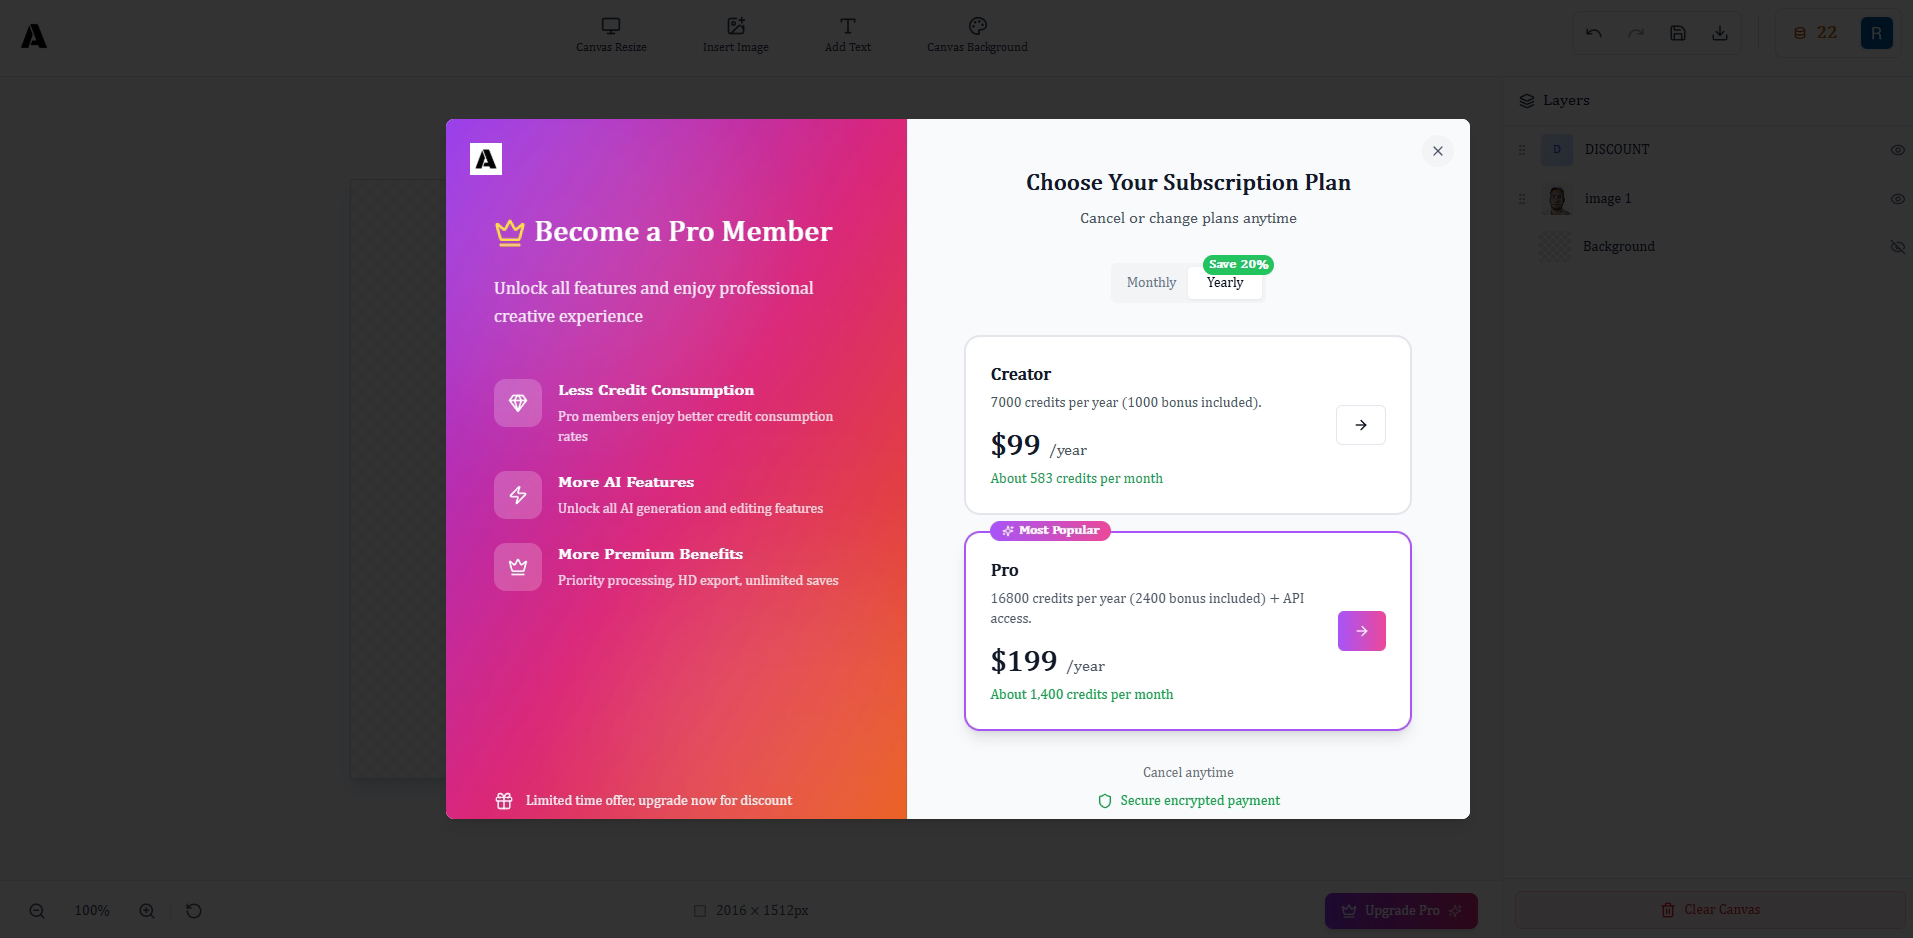 Canvas Resize
Insert Image
Add Text
Canvas Background
22
R
Layers
D
DISCOUNT
image 1
Background
A
Become a Pro Member
Unlock all features and enjoy professional
creative experience
Less Credit Consumption
Pro members enjoy better credit consumption
rates
More AI Features
Unlock all AI generation and editing features
More Premium Benefits
Priority processing, HD export, unlimited saves
Limited time offer, upgrade now for discount
Choose Your Subscription Plan
Cancel or change plans anytime
Save 20%
Monthly
Yearly
Creator
7000 credits per year (1000 bonus included).
$99 /year
About 583 credits per month
Most Popular
Pro
16800 credits per year (2400 bonus included) + API
access.
$199 /year
About 1,400 credits per month
Cancel anytime
Secure encrypted payment
100%
2016 × 1512px
Upgrade Pro
Clear Canvas